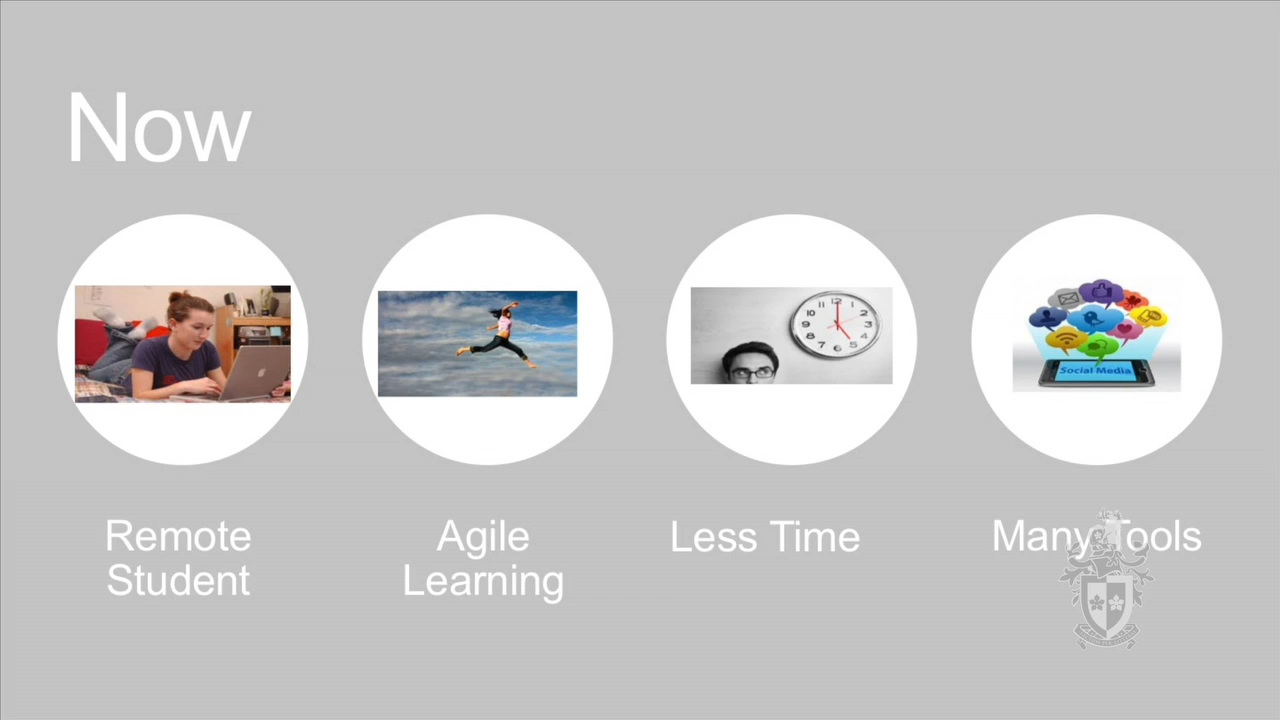 Now
Social Media
Remote
Student
Agile
Learning
Less Time
Many Tools